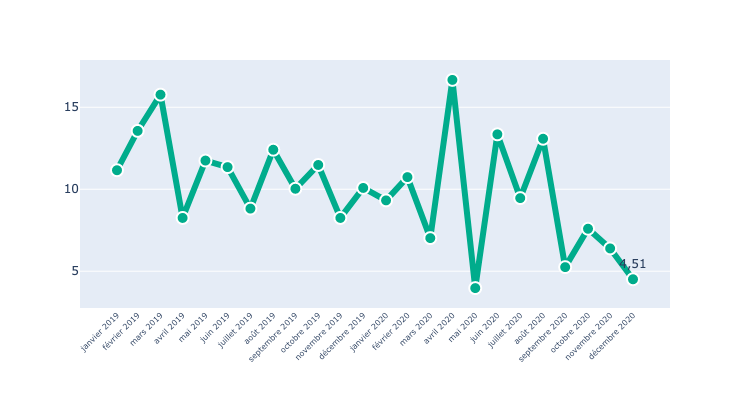 15
10
5
4,51
janvier 2019
février 2019
mars 2019
avril 2019
mai 2019
juin 2019
juillet 2019
août 2019
septembre 2019
octobre 2019
novembre 2019
décembre 2019
janvier 2020
février 2020
mars 2020
avril 2020
mai 2020
juin 2020
juillet 2020
août 2020
septembre 2020
octobre 2020
novembre 2020
décembre 2020